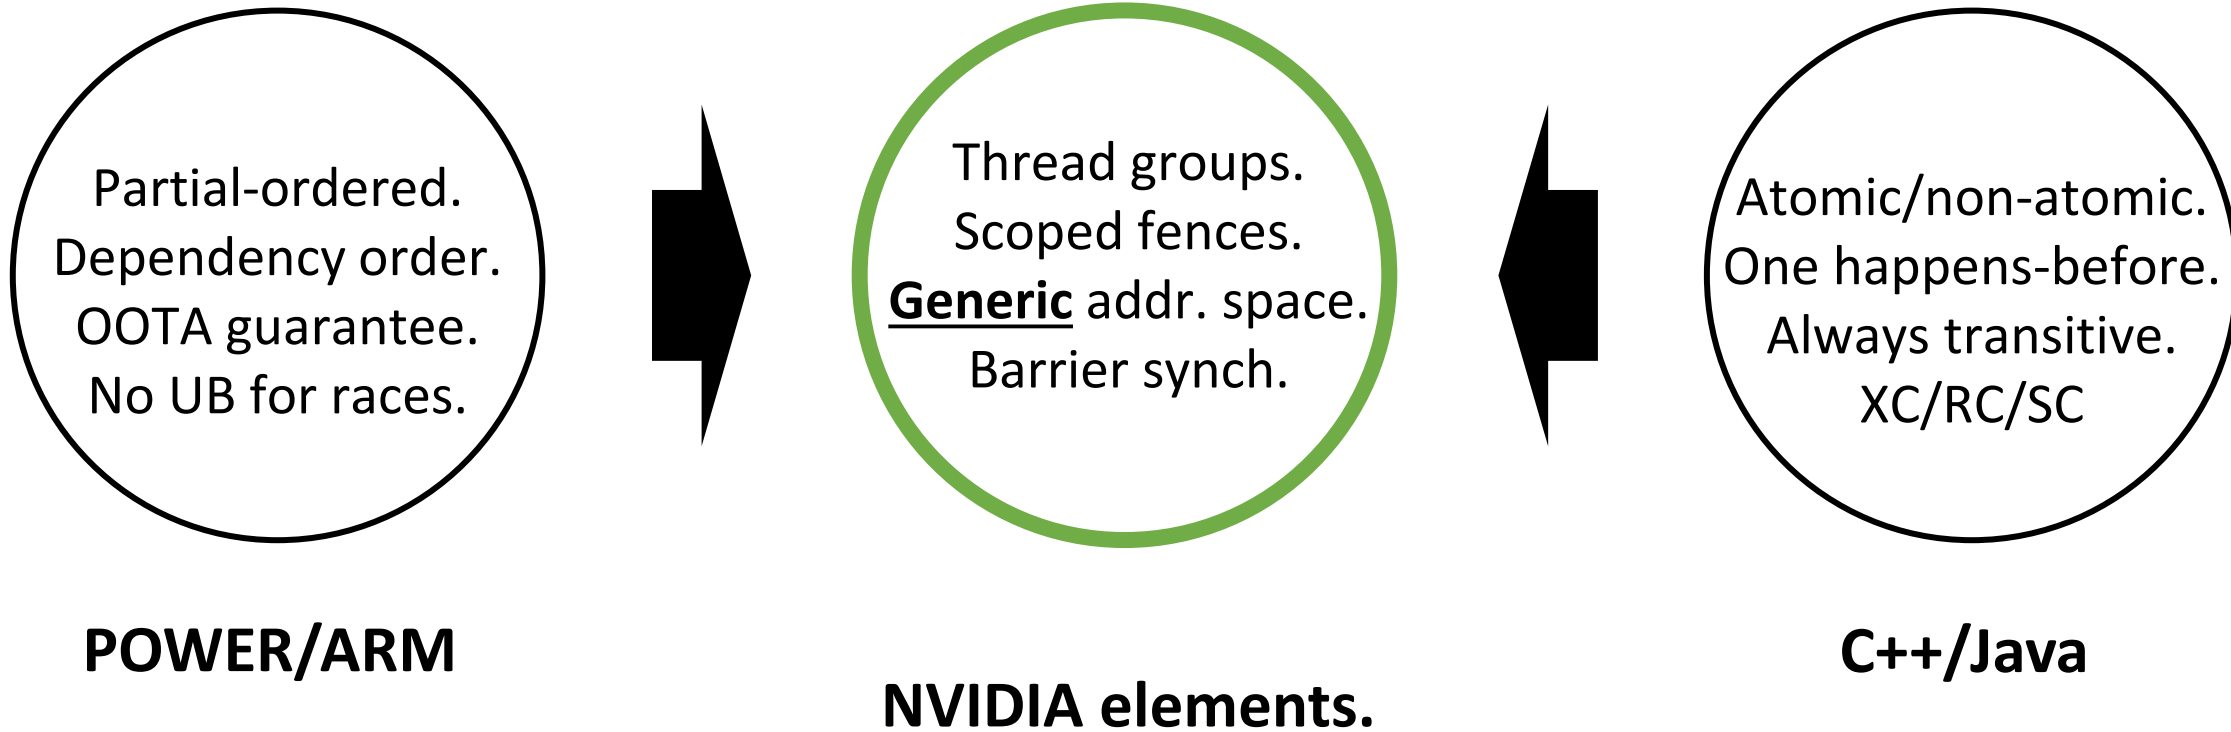 Partial-ordered.
Dependency order.
OOTA guarantee.
No UB for races.
POWER/ARM
Thread groups.
Scoped fences.
Generic addr. space.
Barrier synch.
NVIDIA elements.
Atomic/non-atomic.
One happens-before.
Always transitive.
XC/RC/SC
C++/Java